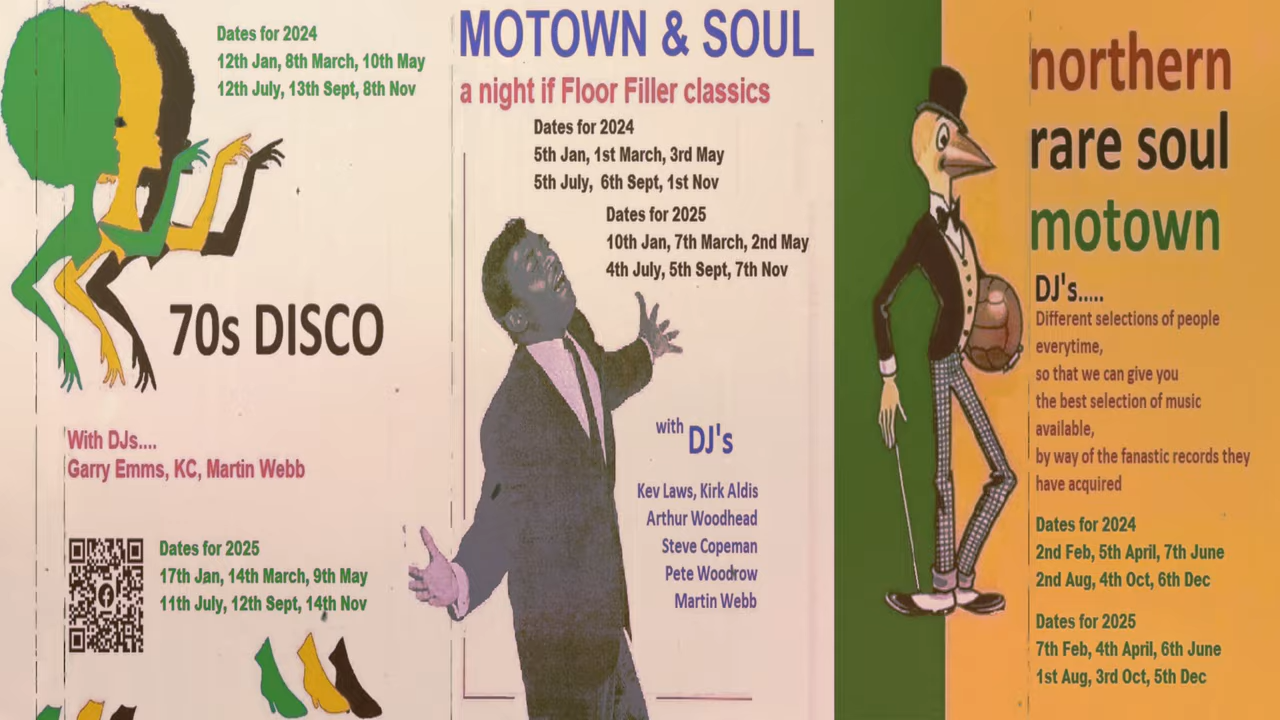 Dates for 2024
12th Jan, 8th March, 10th May
12th July, 13th Sept, 8th Nov
70s DISCO
With DJs....
Garry Emms, KC, Martin Webb
Dates for 2025
17th Jan, 14th March, 9th May
11th July, 12th Sept, 14th Nov
MOTOWN & SOUL
a night if Floor Filler classics
Dates for 2024
5th Jan, 1st March, 3rd May
5th July, 6th Sept, 1st Nov
Dates for 2025
10th Jan, 7th March, 2nd May
4th July, 5th Sept, 7th Nov
with DJ's
Kev Laws, Kirk Aldis
Arthur Woodhead
Steve Copeman
Pete Woodrow
Martin Webb
northern
rare soul
motown
DJ's.....
Different selections of people
everytime,
so that we can give you
the best selection of music
available,
by way of the fanastic records they
have acquired
Dates for 2024
2nd Feb, 5th April, 7th June
2nd Aug, 4th Oct, 6th Dec
Dates for 2025
7th Feb, 4th April, 6th June
1st Aug, 3rd Oct, 5th Dec